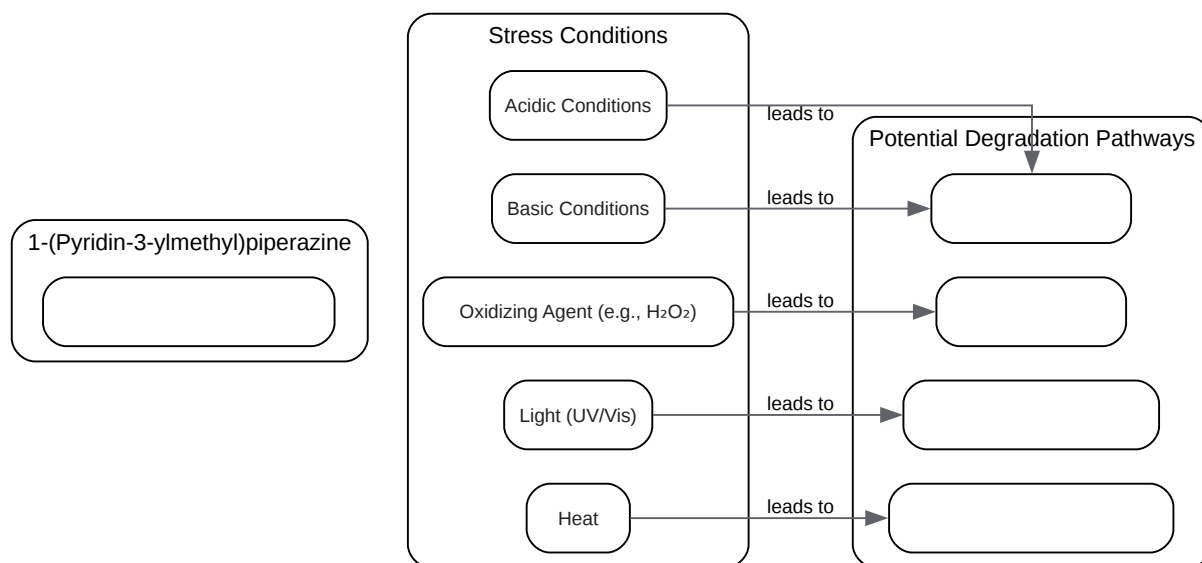 Stress Conditions
Acidic Conditions
leads to
Potential Degradation Pathways
Basic Conditions
leads to
1-(Pyridin-3-ylmethyl)piperazine
Oxidizing Agent (e.g., H₂O₂)
leads to
Light (UV/Vis)
leads to
Heat
leads to